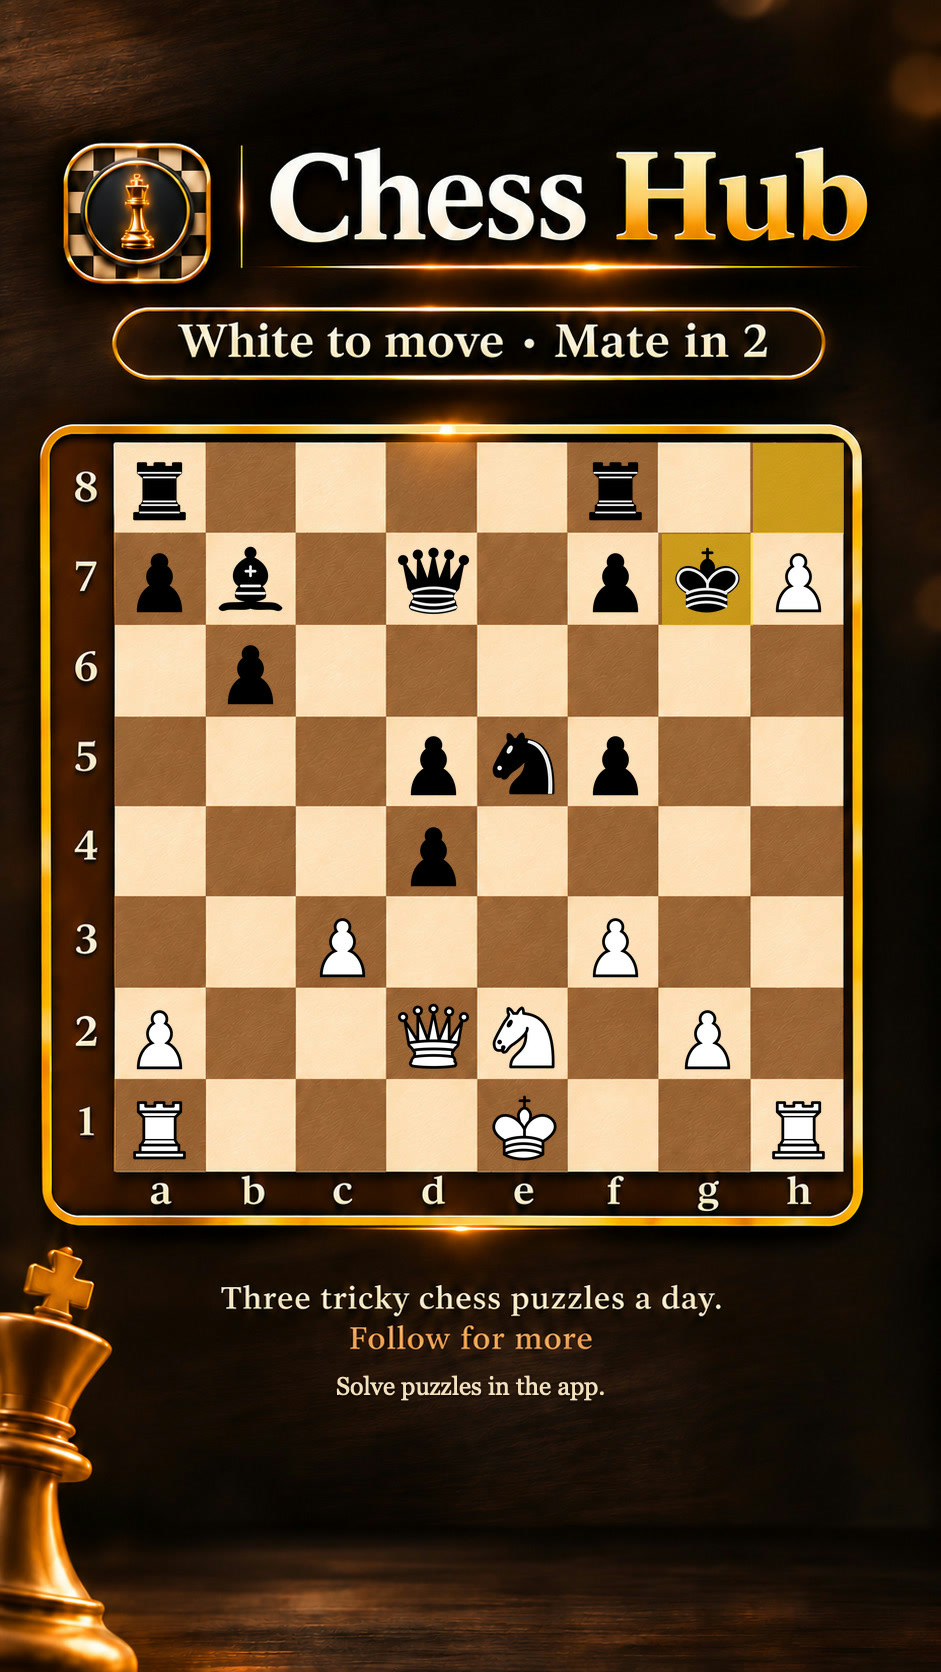 Chess Hub
White to move • Mate in 2
8
7
6
5
4
3
2
1
a b c d e f g h
Three tricky chess puzzles a day.
Follow for more
Solve puzzles in the app.